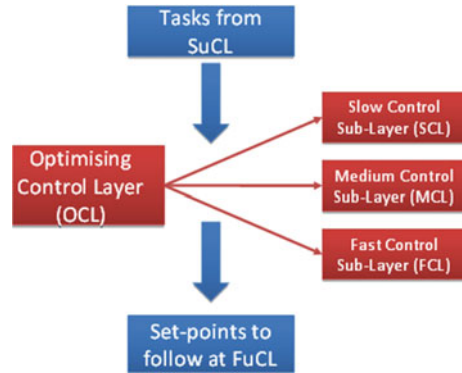 Tasks from
SuCL
Optimising
Control Layer
(OCL)
Slow Control
Sub-Layer (SCL)
Medium Control
Sub-Layer (MCL)
Fast Control
Sub-Layer (FCL)
Set-points to
follow at FuCL